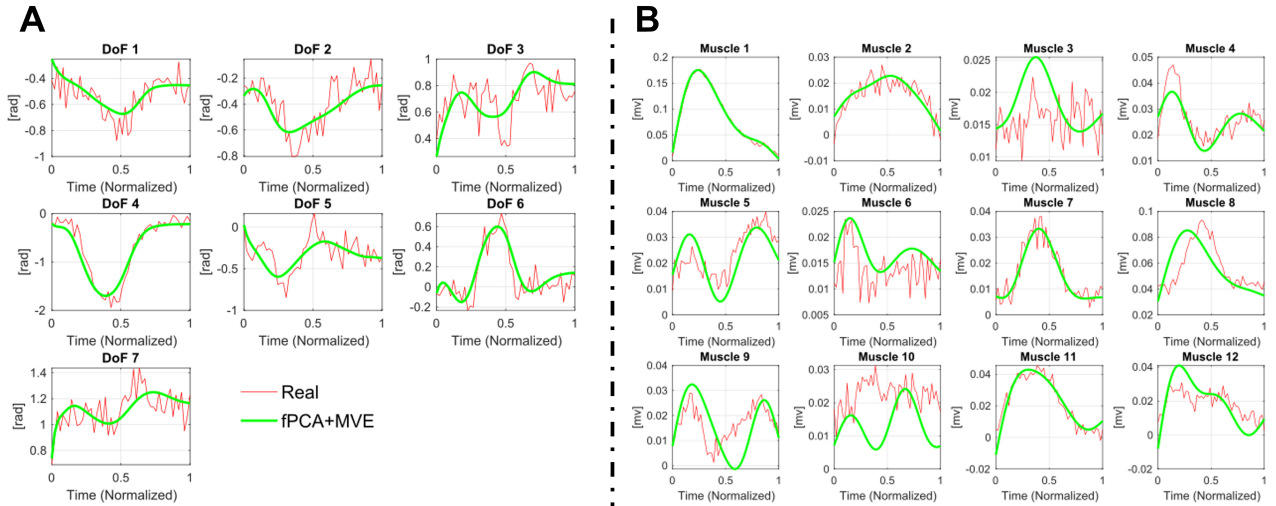 A
B
DoF 1
-0.4
-0.6
-0.8
-1
[rad]
0 0.5 1
Time (Normalized)
DoF 2
-0.2
-0.4
-0.6
-0.8
0 0.5 1
Time (Normalized)
DoF 3
1
0.8
0.6
0.4
0 0.5 1
Time (Normalized)
DoF 4
0
-1
-2
[rad]
0 0.5 1
DoF 5
0
-0.5
-1
[rad]
0 0.5 1
Time (Normalized)
DoF 6
0.6
0.4
0.2
0
-0.2
[rad]
0 0.5 1
Time (Normalized)
DoF 7
1.4
1.2
1
0.8
[rad]
0 0.5 1
Time (Normalized)
Real
fPCA+MVE
Muscle 1
0.2
0.15
0.1
0.05
0
[mv]
0 0.5 1
Time (Normalized)
Muscle 2
0.03
0.02
0.01
0
-0.01
[mv]
0 0.5 1
Time (Normalized)
Muscle 3
0.025
0.02
0.015
0.01
[mv]
0 0.5 1
Time (Normalized)
Muscle 4
0.05
0.04
0.03
0.02
0.01
[mv]
0 0.5 1
Time (Normalized)
Muscle 5
0.04
0.03
0.02
0.01
0
[mv]
0 0.5 1
Muscle 6
0.025
0.02
0.015
0.01
0.005
[mv]
0 0.5 1
Muscle 7
0.04
0.03
0.02
0.01
0
[mv]
0 0.5 1
Muscle 8
0.1
0.08
0.06
0.04
0.02
[mv]
0 0.5 1
Muscle 9
0.04
0.03
0.02
0.01
0
[mv]
0 0.5 1
Time (Normalized)
Muscle 10
0.03
0.02
0.01
0
[mv]
0 0.5 1
Time (Normalized)
Muscle 11
0.04
0.02
0
-0.02
[mv]
0 0.5 1
Time (Normalized)
Muscle 12
0.04
0.02
0
-0.02
[mv]
0 0.5 1
Time (Normalized)